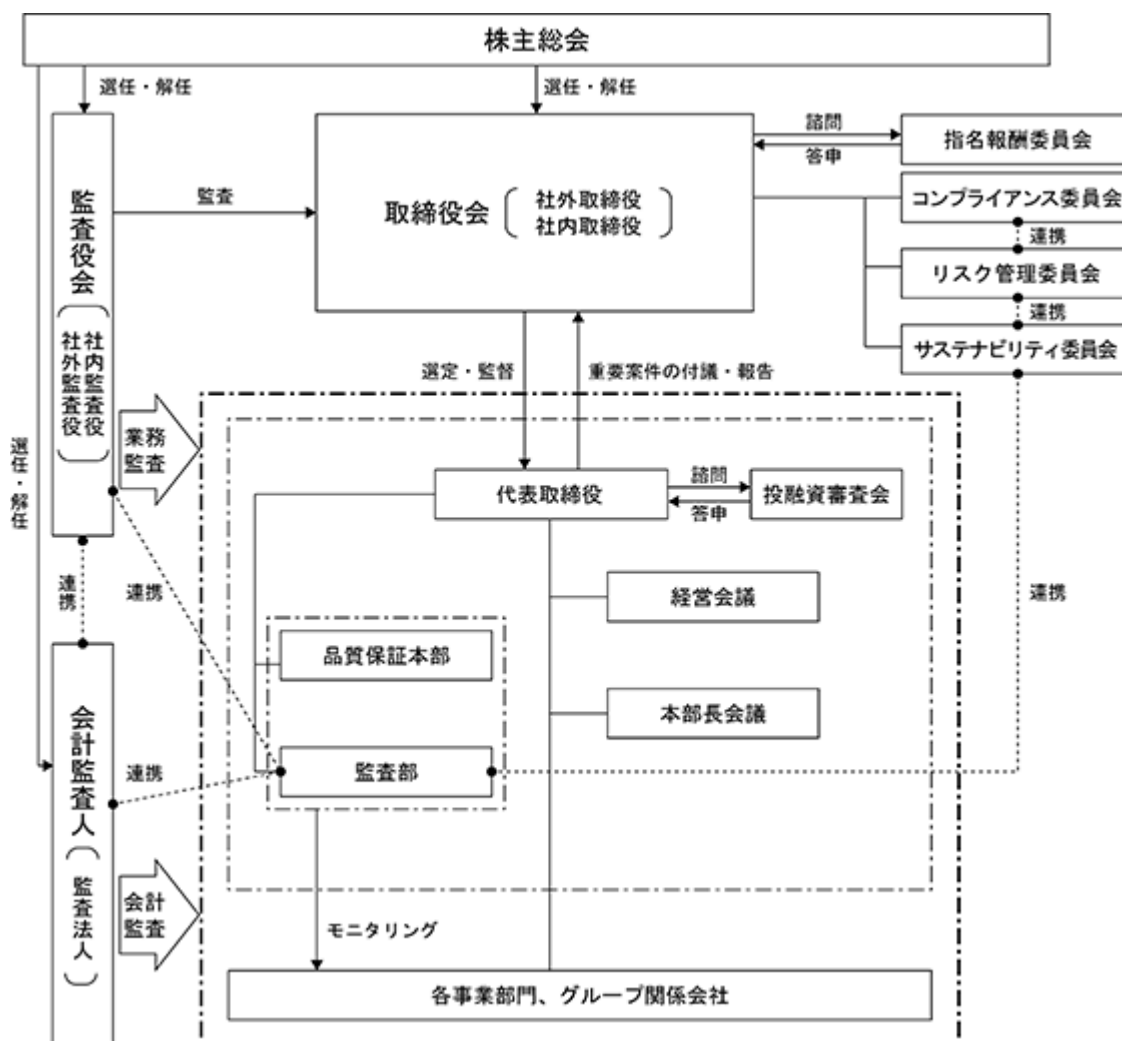 株主総会
選任・解任
選任・解任
諮問
答申
指名報酬委員会
監査役会
社内監査役
社外監査役
監査
取締役会
社外取締役
社内取締役
コンプライアンス委員会
連携
リスク管理委員会
連携
サステナビリティ委員会
選定・監督
重要案件の付議・報告
選任・解任
業務
監査
代表取締役
諮問
答申
投融資審査会
連携
連携
経営会議
連携
品質保証本部
本部長会議
会計監査人
監査法人
連携
監査部
会計
監査
モニタリング
各事業部門、グループ関係会社